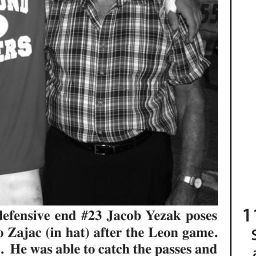 OND
ERS
55
defensive end #23 Jacob Yezak poses
o Zajac (in hat) after the Leon game.
. He was able to catch the passes and
11
S
a